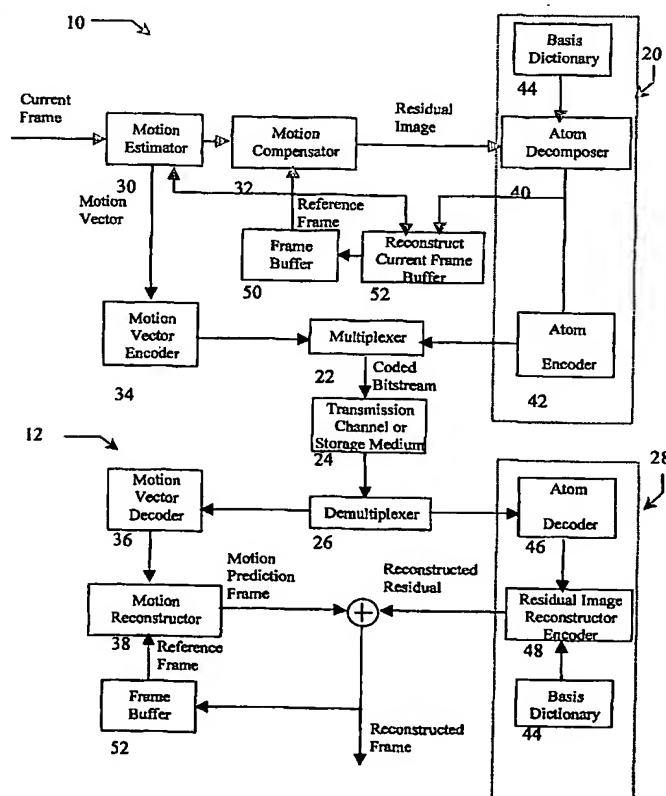 10
Basis
Dictionary
44
20
Current
Frame
Motion
Estimator
30
Motion
Compensator
32
Residual
Image
Atom
Decomposer
40
Motion
Vector
Reference
Frame
Frame
Buffer
50
Reconstruct
Current Frame
Buffer
52
Motion
Vector
Encoder
34
Multiplexer
22
Coded
Bitstream
Atom
Encoder
42
Transmission
Channel or
Storage Medium
24
12
28
Motion
Vector
Decoder
36
Demultiplexer
26
Atom
Decoder
46
Motion
Prediction
Frame
Reconstructed
Residual
Motion
Reconstructor
38
+
Residual Image
Reconstructor
Encoder
48
Reference
Frame
Frame
Buffer
52
Basis
Dictionary
44
Reconstructed
Frame